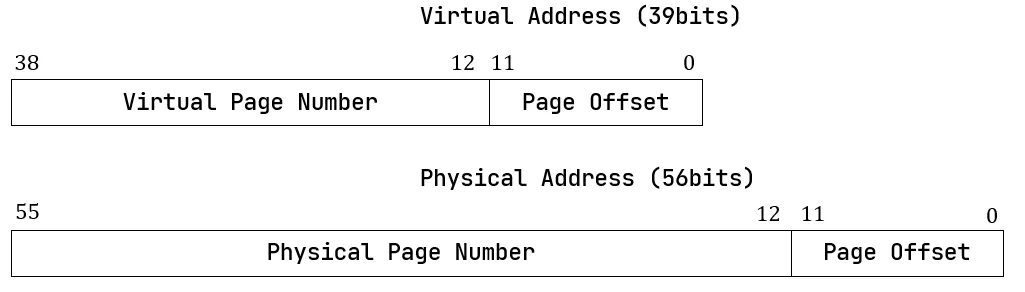 Virtual Address (39bits)
38 12 11 0
Virtual Page Number Page Offset
Physical Address (56bits)
55 12 11 0
Physical Page Number Page Offset